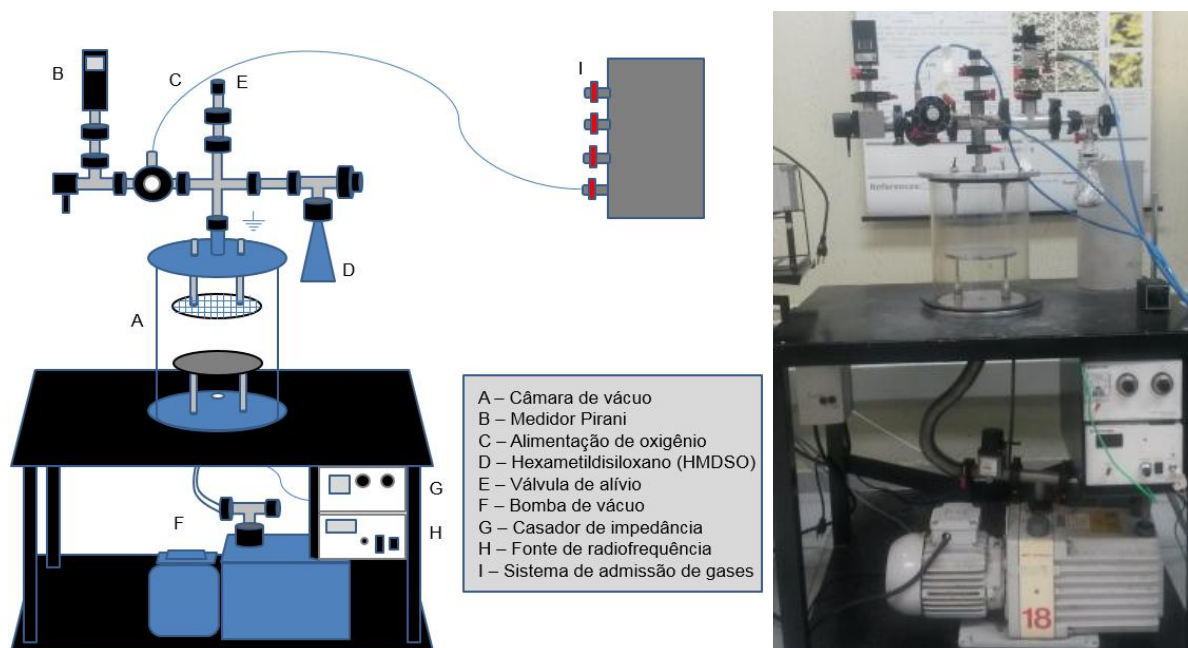 B
C
E
I
D
A
A – Câmara de vácuo
B – Medidor Pirani
C – Alimentação de oxigênio
D – Hexametildisiloxano (HMDSO)
E – Válvula de alívio
F – Bomba de vácuo
G – Casador de impedância
H – Fonte de radiofrequência
I – Sistema de admissão de gases
G
F
H
References
18